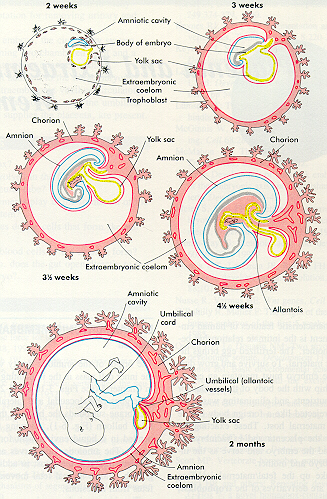 2 weeks
3 weeks
Amniotic cavity
Body of embryo
Yolk sac
Extraembryonic
coelom
Trophoblast
Chorion
Amnion
Yolk sac
Chorion
Amnion
Extraembryonic coelom
3½ weeks
4½ weeks
Allantois
Amniotic
cavity
Umbilical
cord
Chorion
Umbilical (allantoic
vessels)
Yolk sac
2 months
Amnion
Extraembryonic
coelom